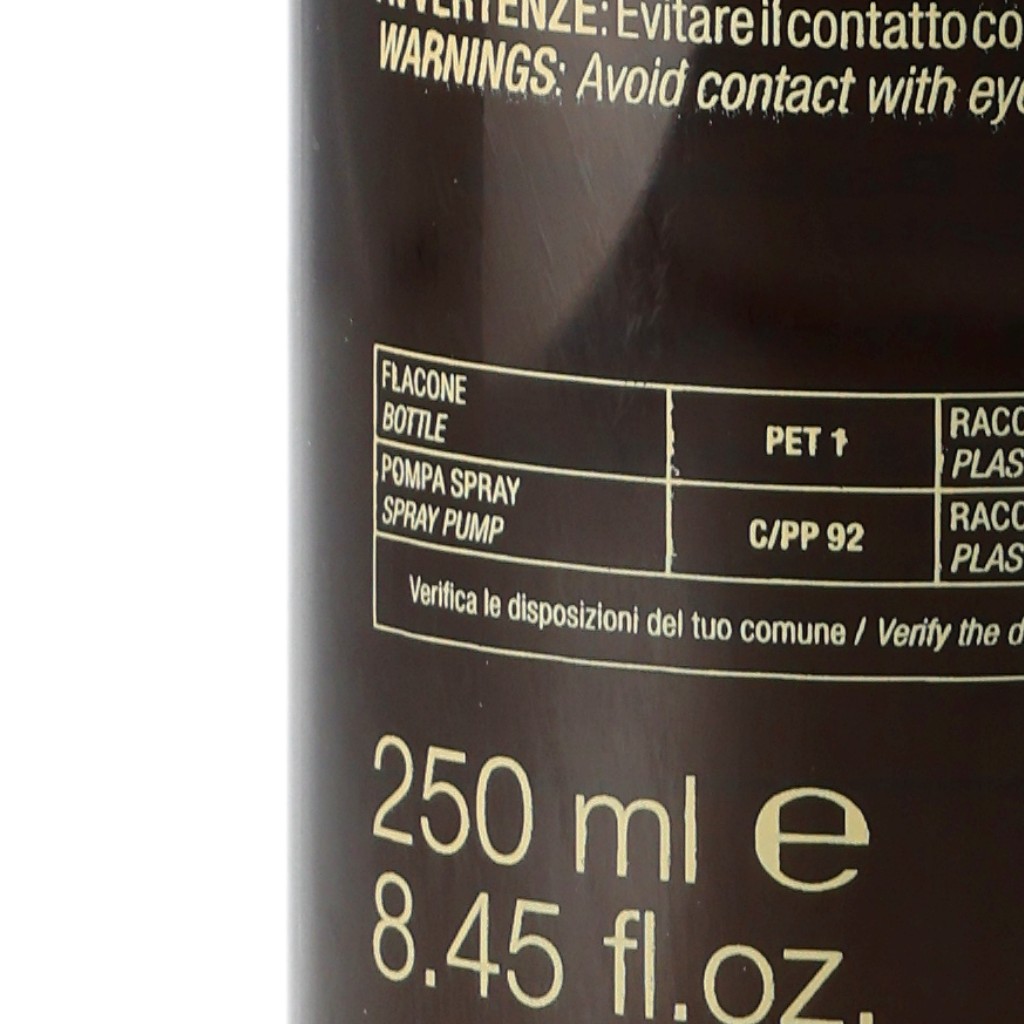 AVVERTENZE: Evitare il contatto co
WARNINGS: Avoid contact with eye
FLACONE
BOTTLE
PET 1
RACC
PLAS
POMPA SPRAY
SPRAY PUMP
C/PP 92
RACC
PLAS
Verifica le disposizioni del tuo comune / Verify the d
250 ml e
8.45 fl.oz.